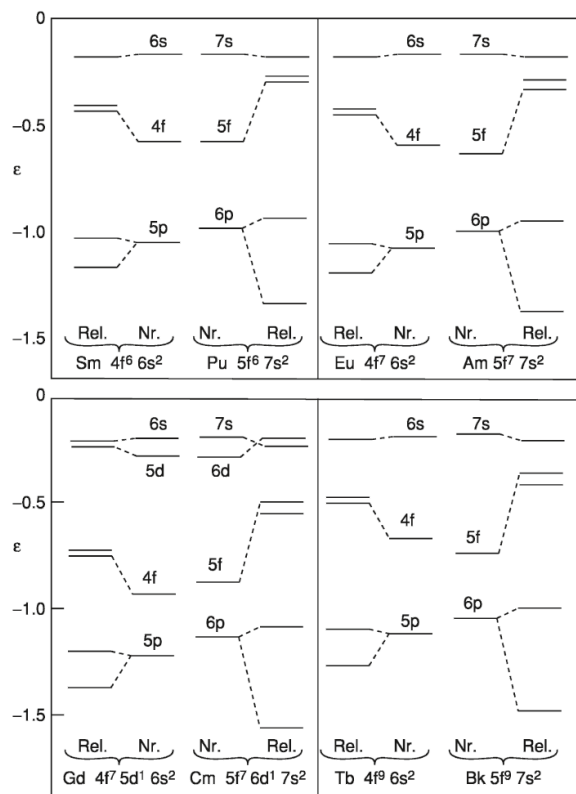 0
6s 7s 6s 7s
−0.5
4f 5f 4f 5f
ε
−1.0
5p 6p 5p 6p
−1.5
Rel. Nr. Nr. Rel. Rel. Nr. Nr. Rel.
Sm 4f⁶ 6s² Pu 5f⁶ 7s² Eu 4f⁷ 6s² Am 5f⁷ 7s²
0
6s 7s 6s 7s
5d 6d
−0.5
4f 5f 4f 5f
ε
−1.0
5p 6p 5p 6p
−1.5
Rel. Nr. Nr. Rel. Rel. Nr. Nr. Rel.
Gd 4f⁷ 5d¹ 6s² Cm 5f⁷ 6d¹ 7s² Tb 4f⁹ 6s² Bk 5f⁹ 7s²